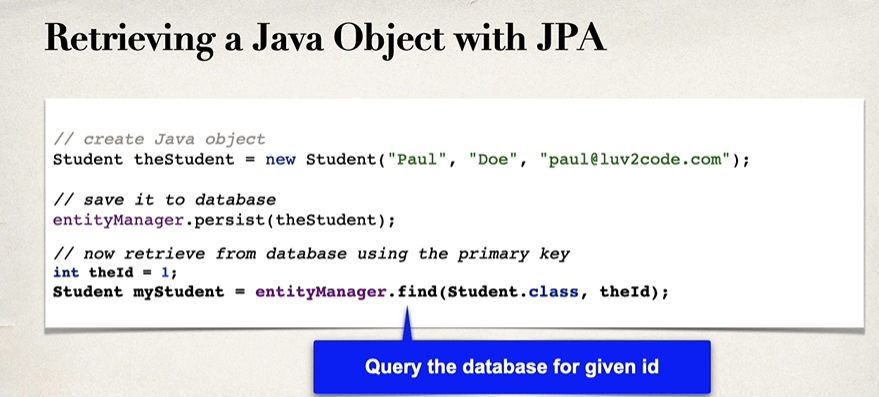 Retrieving a Java Object with JPA
// create Java object
Student theStudent = new Student("Paul", "Doe", "paul@luv2code.com");
// save it to database
entityManager.persist(theStudent);
// now retrieve from database using the primary key
int theId = 1;
Student myStudent = entityManager.find(Student.class, theId);
Query the database for given id